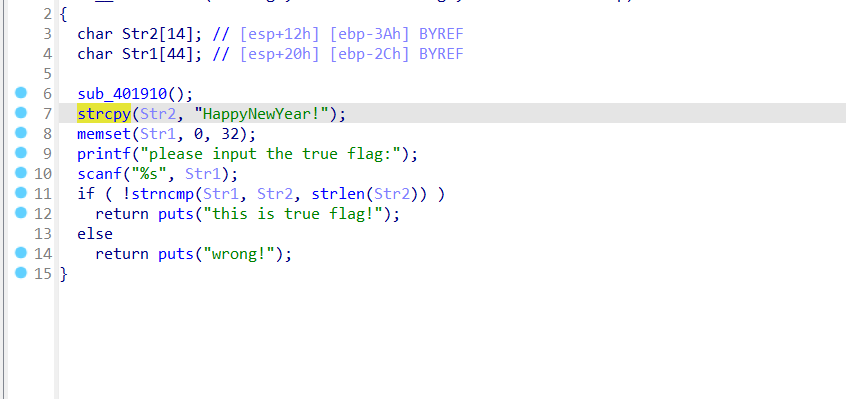 2 {
3 char Str2[14]; // [esp+12h] [ebp-3Ah] BYREF
4 char Str1[44]; // [esp+20h] [ebp-2Ch] BYREF
5
6 sub_401910();
7 strcpy(Str2, "HappyNewYear!");
8 memset(Str1, 0, 32);
9 printf("please input the true flag:");
10 scanf("%s", Str1);
11 if ( !strncmp(Str1, Str2, strlen(Str2)) )
12 return puts("this is true flag!");
13 else
14 return puts("wrong!");
15 }